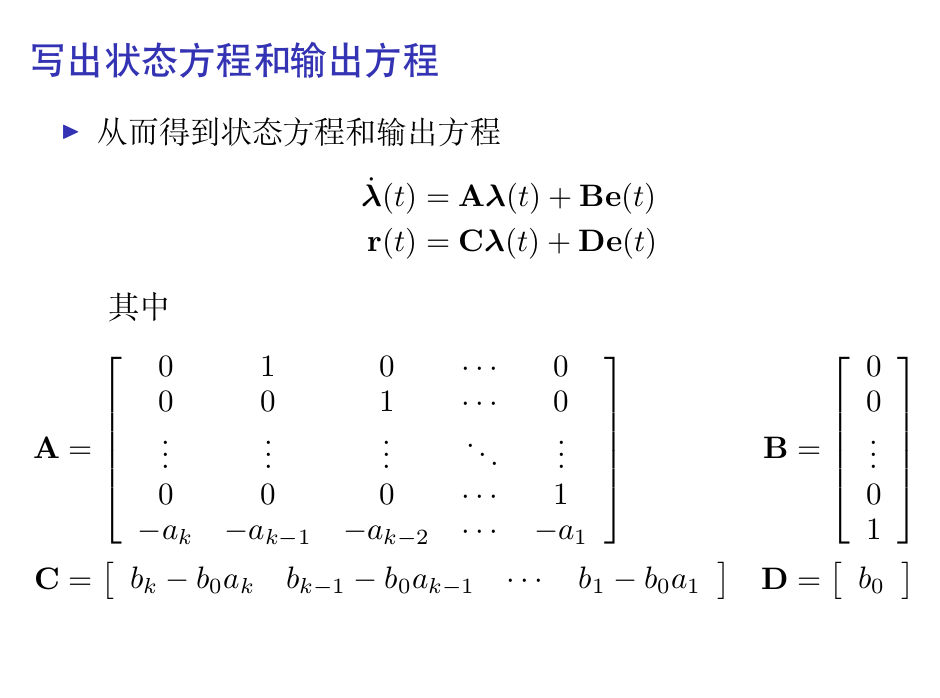 写出状态方程和输出方程
▶ 从而得到状态方程和输出方程
$\dot{\boldsymbol{\lambda}}(t) = \mathbf{A}\boldsymbol{\lambda}(t) + \mathbf{B}\mathbf{e}(t)$
$\mathbf{r}(t) = \mathbf{C}\boldsymbol{\lambda}(t) + \mathbf{D}\mathbf{e}(t)$
其中
$\mathbf{A} = \begin{bmatrix} 0 & 1 & 0 & \cdots & 0 \\ 0 & 0 & 1 & \cdots & 0 \\ \vdots & \vdots & \vdots & \ddots & \vdots \\ 0 & 0 & 0 & \cdots & 1 \\ -a_k & -a_{k-1} & -a_{k-2} & \cdots & -a_1 \end{bmatrix} \quad \mathbf{B} = \begin{bmatrix} 0 \\ 0 \\ \vdots \\ 0 \\ 1 \end{bmatrix}$
$\mathbf{C} = \begin{bmatrix} b_k - b_0 a_k & b_{k-1} - b_0 a_{k-1} & \cdots & b_1 - b_0 a_1 \end{bmatrix} \quad \mathbf{D} = \begin{bmatrix} b_0 \end{bmatrix}$